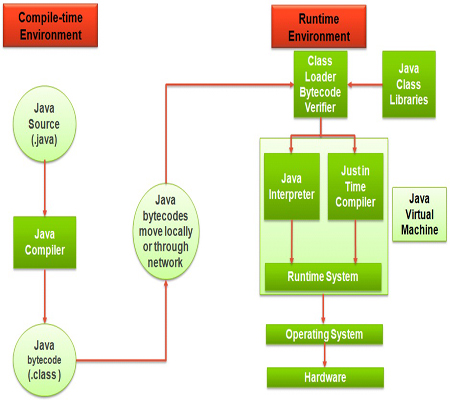 Compile-time
Environment
Runtime
Environment
Java
Source
(.java)
Java
Compiler
Java
bytecode
(.class )
Java
bytecodes
move locally
or through
network
Class
Loader
Bytecode
Verifier
Java
Class
Libraries
Java
Interpreter
Just in
Time
Compiler
Java
Virtual
Machine
Runtime System
Operating System
Hardware